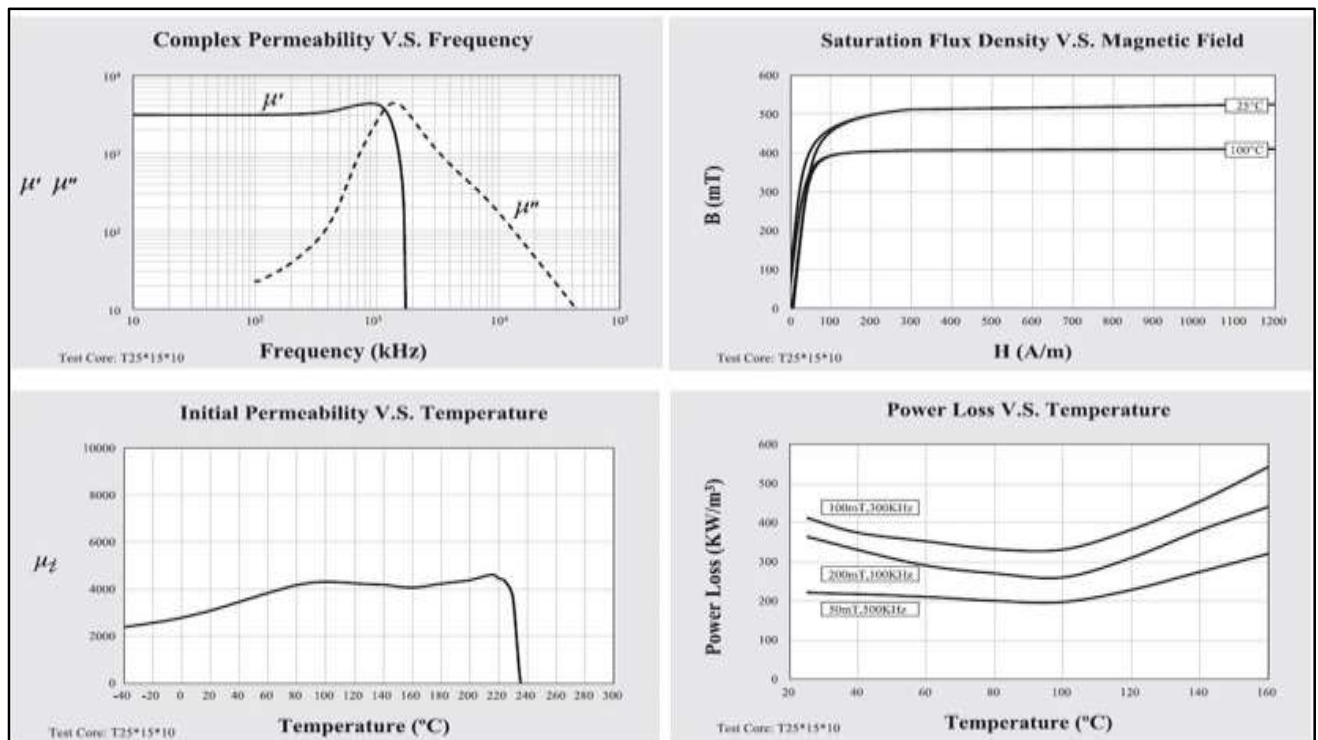 Complex Permeability V.S. Frequency
10⁴
10³
10²
10
μ' μ"
μ'
μ"
10 10² 10³ 10⁴ 10⁵
Frequency (kHz)
Test Core: T25*15*10
Saturation Flux Density V.S. Magnetic Field
600
500
400
300
200
100
0
B (mT)
25°C
100°C
0 100 200 300 400 500 600 700 800 900 1000 1100 1200
H (A/m)
Test Core: T25*15*10
Initial Permeability V.S. Temperature
10000
8000
6000
4000
2000
0
μi
-40 -20 0 20 40 60 80 100 120 140 160 180 200 220 240 260 280 300
Temperature (°C)
Test Core: T25*15*10
Power Loss V.S. Temperature
600
500
400
300
200
100
0
Power Loss (KW/m³)
100mT,300KHz
200mT,100KHz
50mT,500KHz
20 40 60 80 100 120 140 160
Temperature (°C)
Test Core: T25*15*10